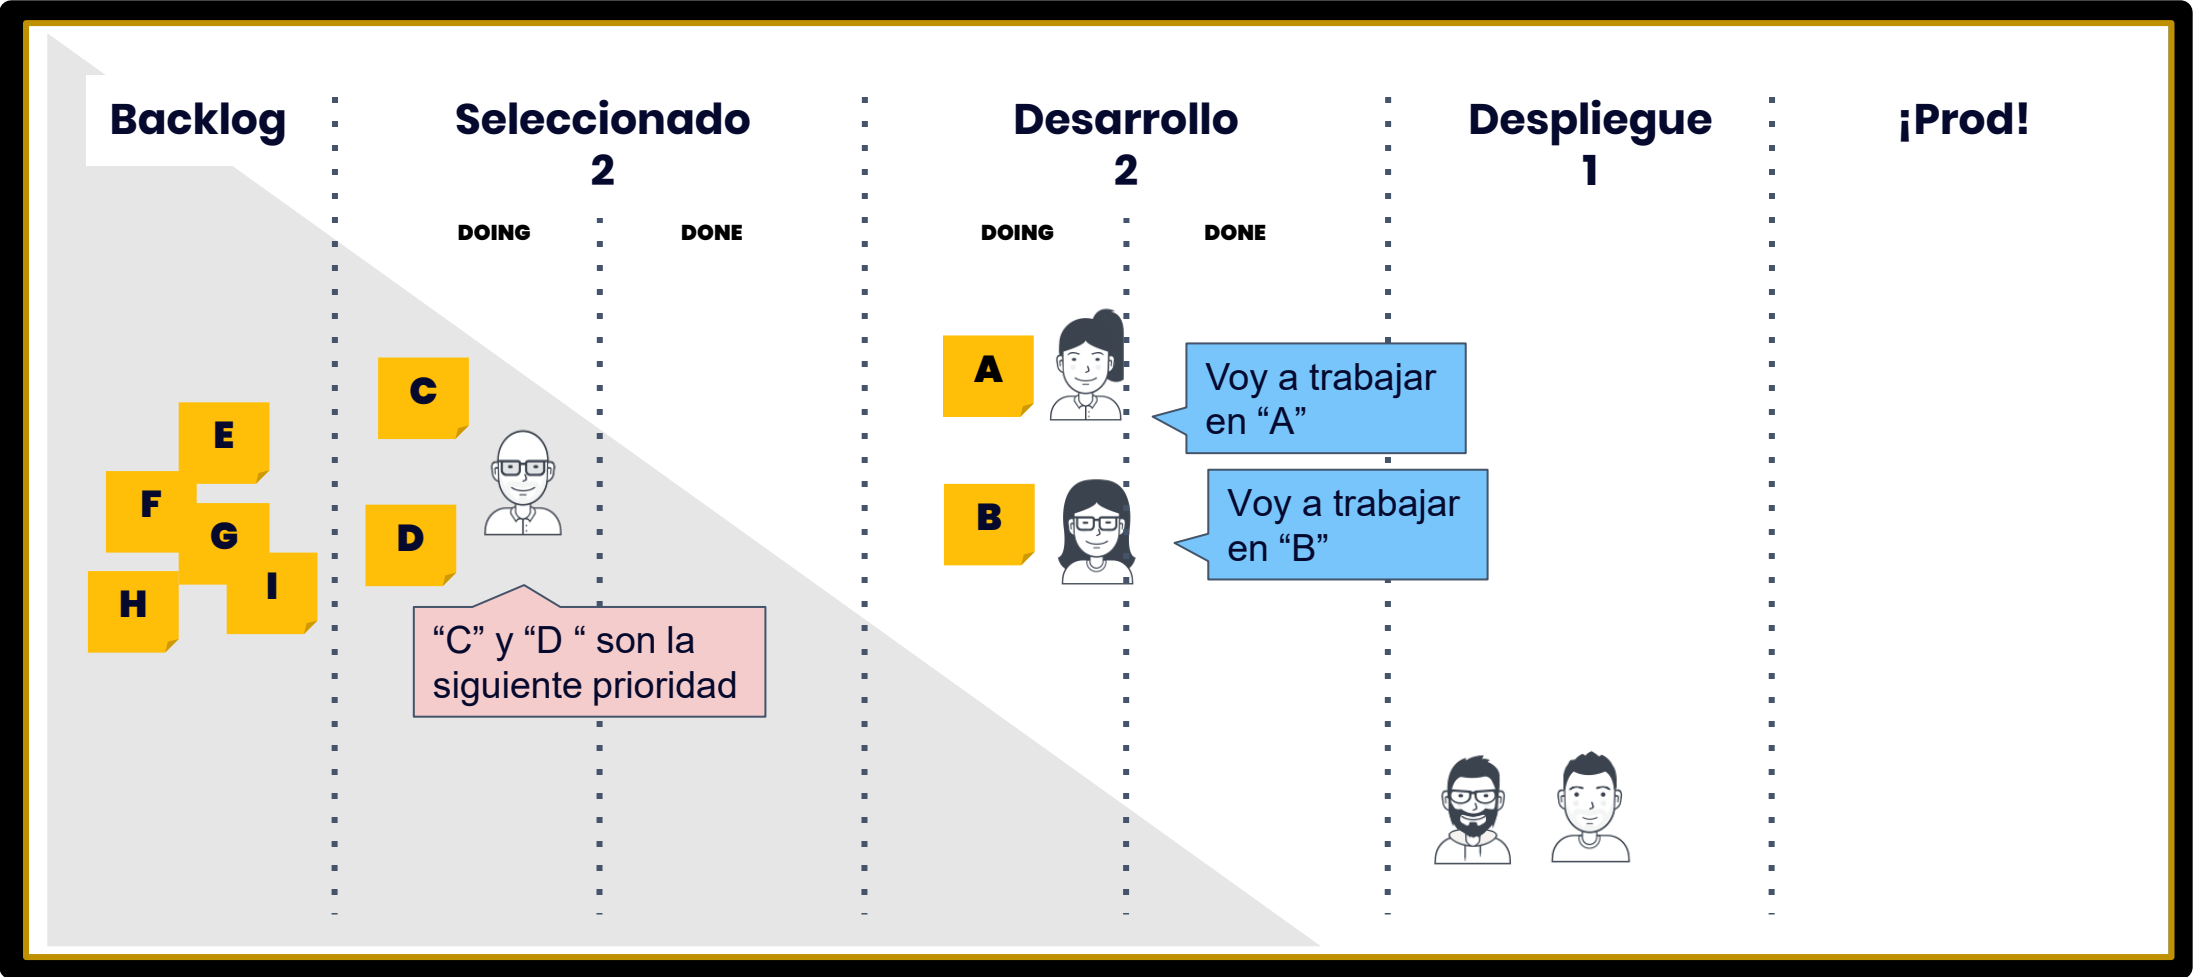 Backlog
Seleccionado
2
Desarrollo
2
Despliegue
1
¡Prod!
DOING
DONE
DOING
DONE
E
F
G
I
H
C
D
“C” y “D “ son la
siguiente prioridad
A
Voy a trabajar
en “A”
B
Voy a trabajar
en “B”